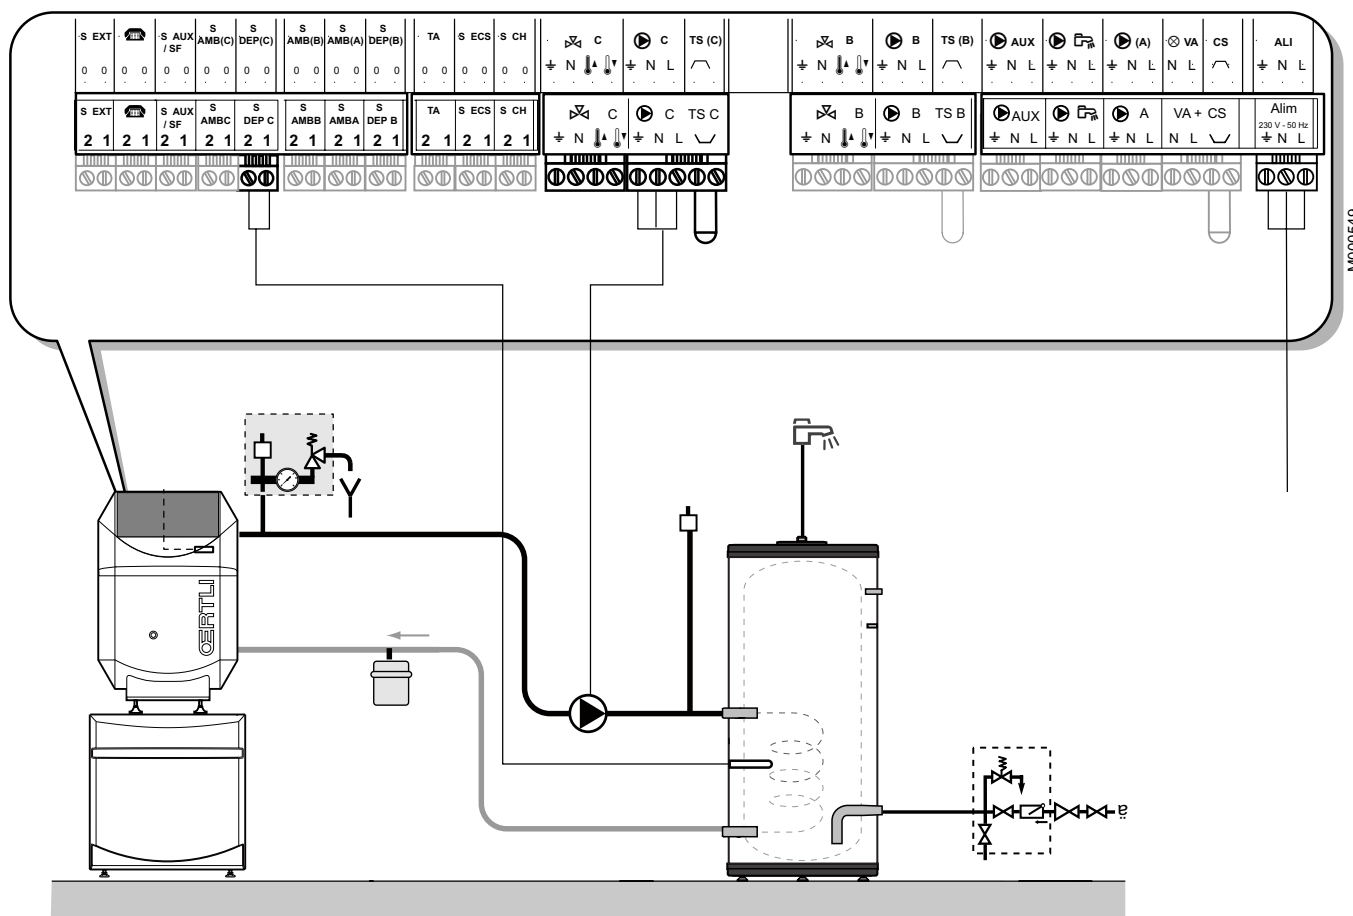 S EXT S AUX / SF S AMB(C) S DEP(C) S AMB(B) S AMB(A) S DEP(B) TA S ECS S CH C C TS (C) B B TS (B) AUX (A) VA CS ALI
0 0 0 0 0 0 0 0 0 0 0 0 0 0 0 0 0 0 0 0 0 0 N N L N N L N L N L N L N L N L
S EXT S AUX / SF S AMBC S DEP C S AMBB S AMBA S DEP B TA S ECS S CH C C TS C B B TS B AUX A VA + CS Alim
230 V - 50 Hz
2 1 2 1 2 1 2 1 2 1 2 1 2 1 2 1 2 1 2 1 2 1 N N L N N L N L N L N L N L N L
M000519
OERTLI
ä